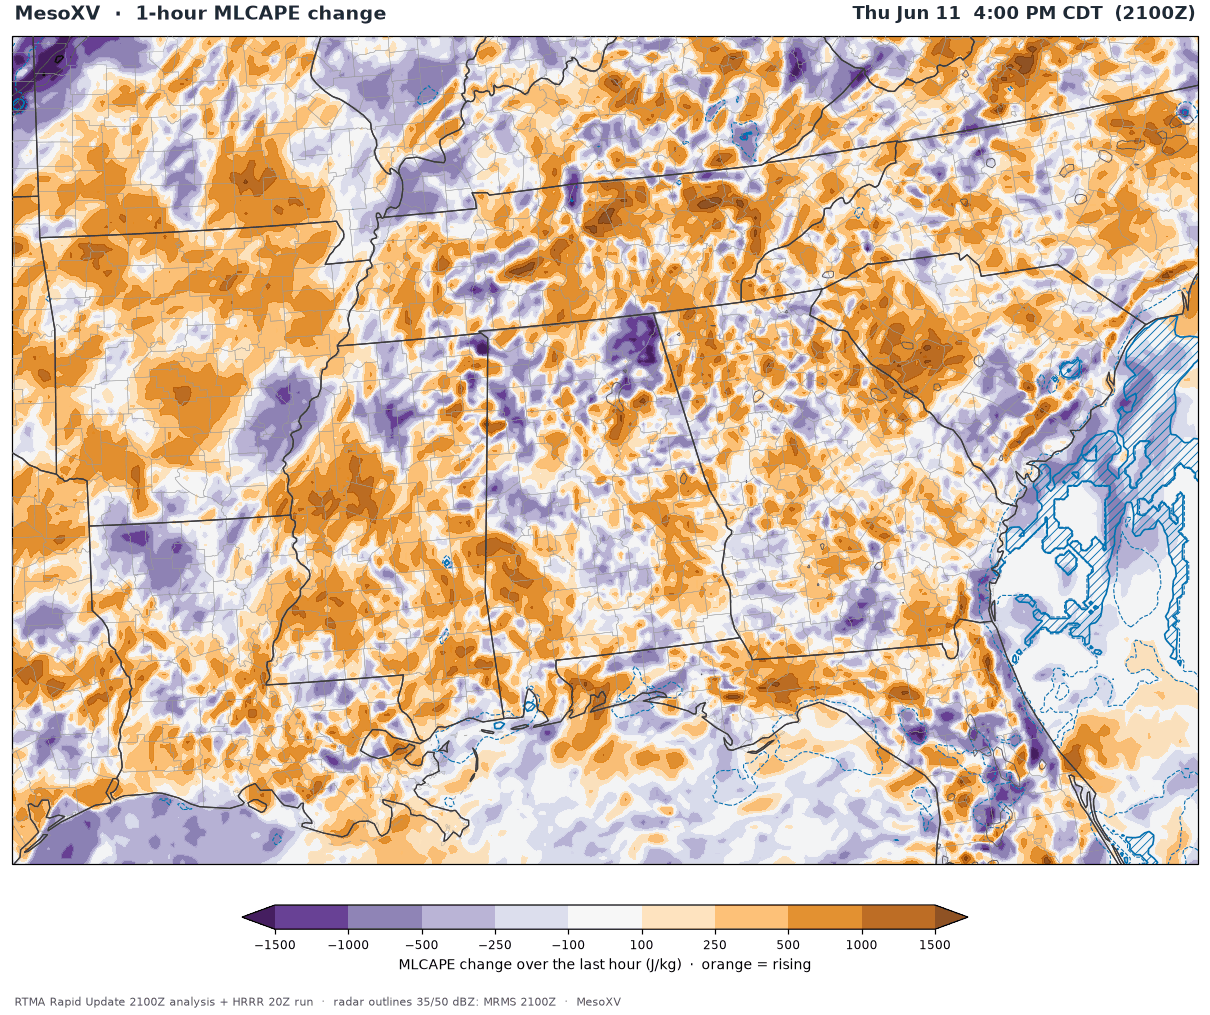 MesoXV · 1-hour MLCAPE change
Thu Jun 11 4:00 PM CDT (2100Z)
−1500 −1000 −500 −250 −100 100 250 500 1000 1500
MLCAPE change over the last hour (J/kg) · orange = rising
RTMA Rapid Update 2100Z analysis + HRRR 20Z run · radar outlines 35/50 dBZ: MRMS 2100Z · MesoXV